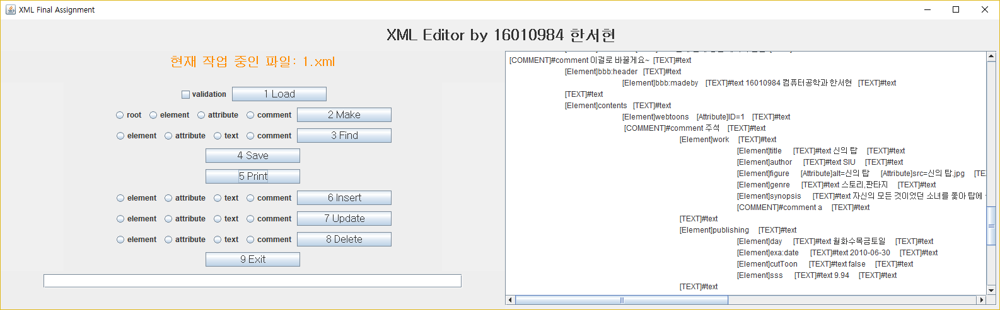 XML Final Assignment
XML Editor by 16010984 한서현
현재 작업 중인 파일: 1.xml
validation 1 Load
root element attribute comment 2 Make
element attribute text comment 3 Find
4 Save
5 Print
element attribute text comment 6 Insert
element attribute text comment 7 Update
element attribute text comment 8 Delete
9 Exit
[COMMENT]#comment 이걸로 바꿀게요~ [TEXT]#text
[Element]bbb:header [TEXT]#text
[Element]bbb:madeby [TEXT]#text 16010984 컴퓨터공학과 한서현 [TEXT]#text
[TEXT]#text
[Element]contents [TEXT]#text
[Element]webtoons [Attribute]ID=1 [TEXT]#text
[COMMENT]#comment 주석 [TEXT]#text
[Element]work [TEXT]#text
[Element]title [TEXT]#text 신의 탑 [TEXT]#text
[Element]author [TEXT]#text SIU [TEXT]#text
[Element]figure [Attribute]alt=신의 탑 [Attribute]src=신의 탑.jpg [TE
[Element]genre [TEXT]#text 스토리,판타지 [TEXT]#text
[Element]synopsis [TEXT]#text 자신의 모든 것이었던 소녀를 쫓아 탑에
[COMMENT]#comment a [TEXT]#text
[TEXT]#text
[Element]publishing [TEXT]#text
[Element]day [TEXT]#text 월화수목금토일 [TEXT]#text
[Element]exa:date [TEXT]#text 2010-06-30 [TEXT]#text
[Element]cutToon [TEXT]#text false [TEXT]#text
[Element]sss [TEXT]#text 9.94 [TEXT]#text
[TEXT]#text